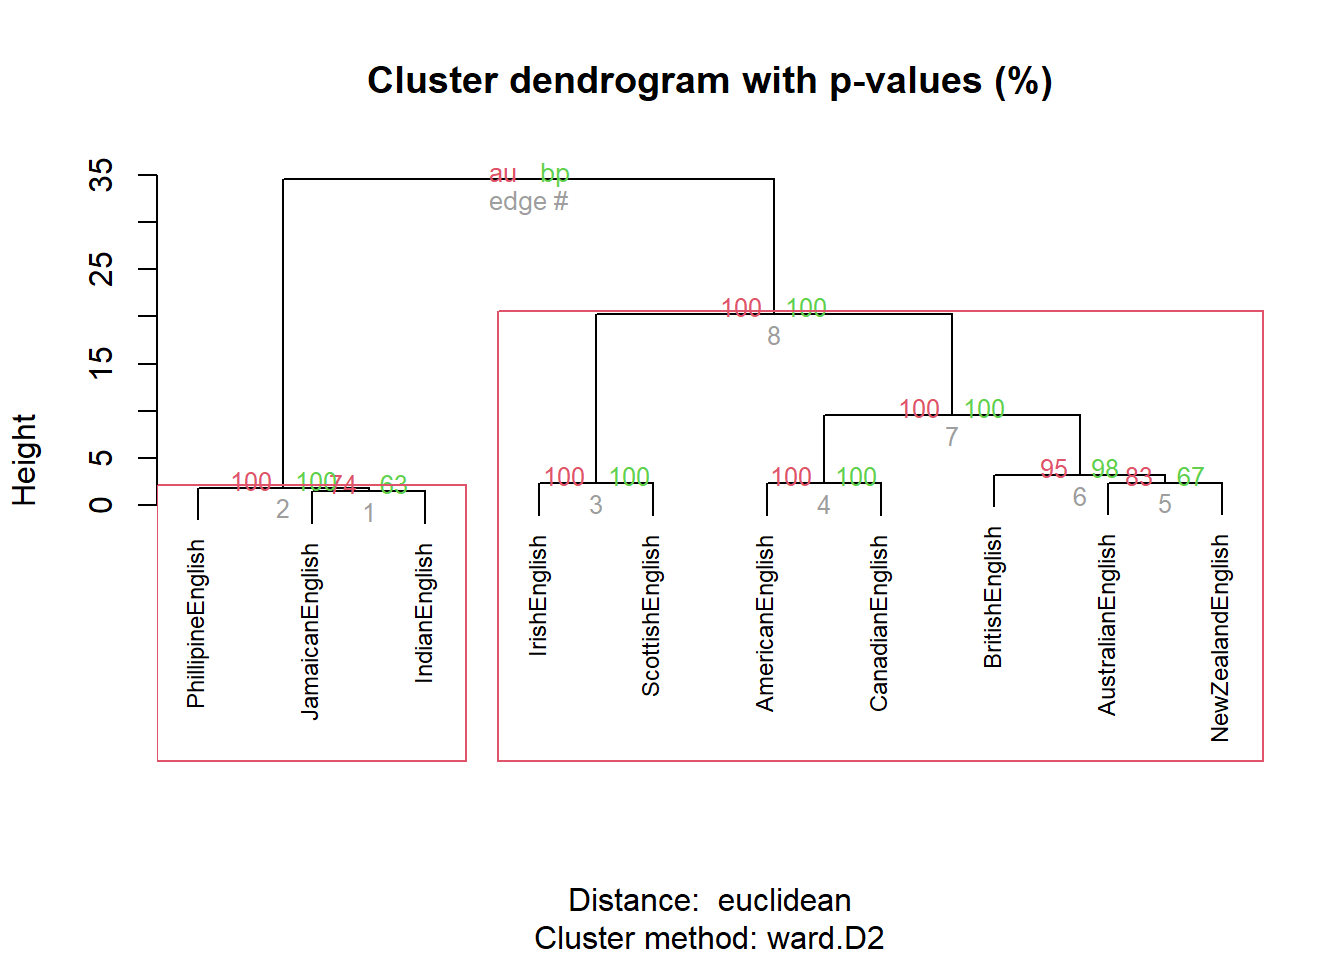 Cluster dendrogram with p-values (%)
Height
35
25
15
5
0
au bp
edge #
100 100
8
100 100
7
95 98
6
83 67
5
100 100
4
100 100
3
100 100
2
74 63
1
PhillipineEnglish
JamaicanEnglish
IndianEnglish
IrishEnglish
ScottishEnglish
AmericanEnglish
CanadianEnglish
BritishEnglish
AustralianEnglish
NewZealandEnglish
Distance: euclidean
Cluster method: ward.D2